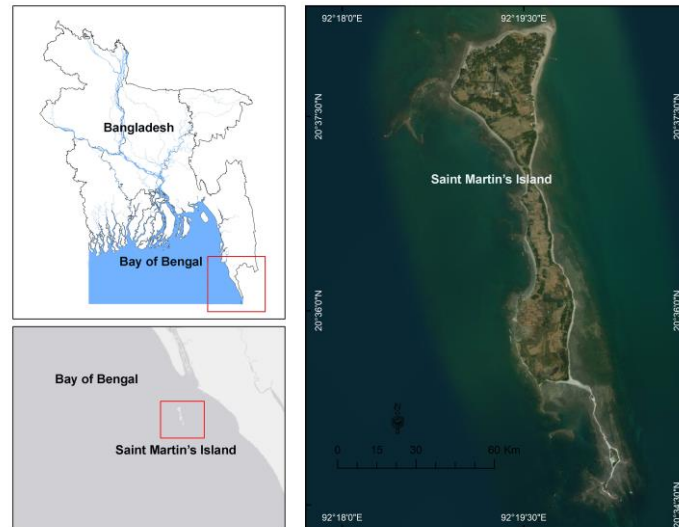 Bangladesh
Bay of Bengal
Bay of Bengal
Saint Martin's Island
92°18'0"E
92°19'30"E
20°37'30"N
20°37'30"N
Saint Martin's Island
20°36'0"N
20°36'0"N
0
15
30
60 Km
20°34'30"N
92°18'0"E
92°19'30"E